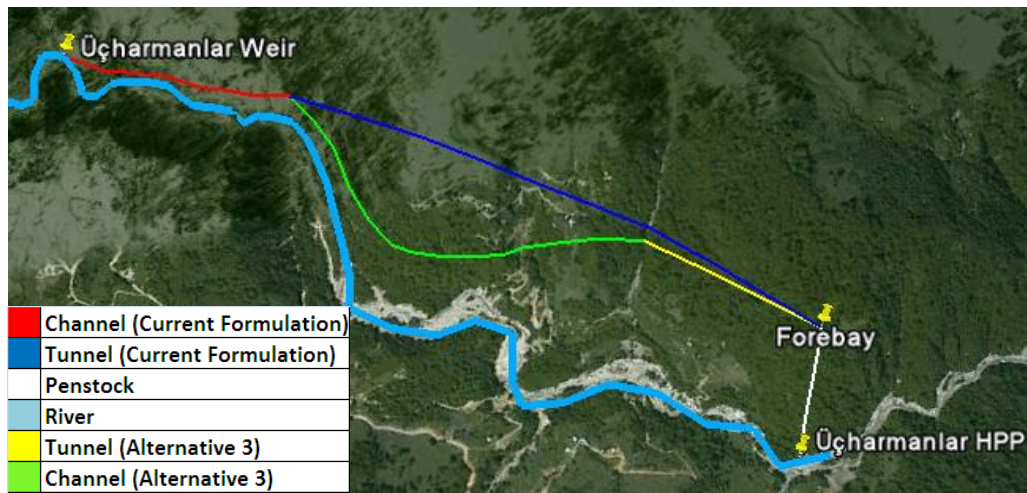 Üçharmanlar Weir
Forebay
Üçharmanlar HPP
Channel (Current Formulation)
Tunnel (Current Formulation)
Penstock
River
Tunnel (Alternative 3)
Channel (Alternative 3)